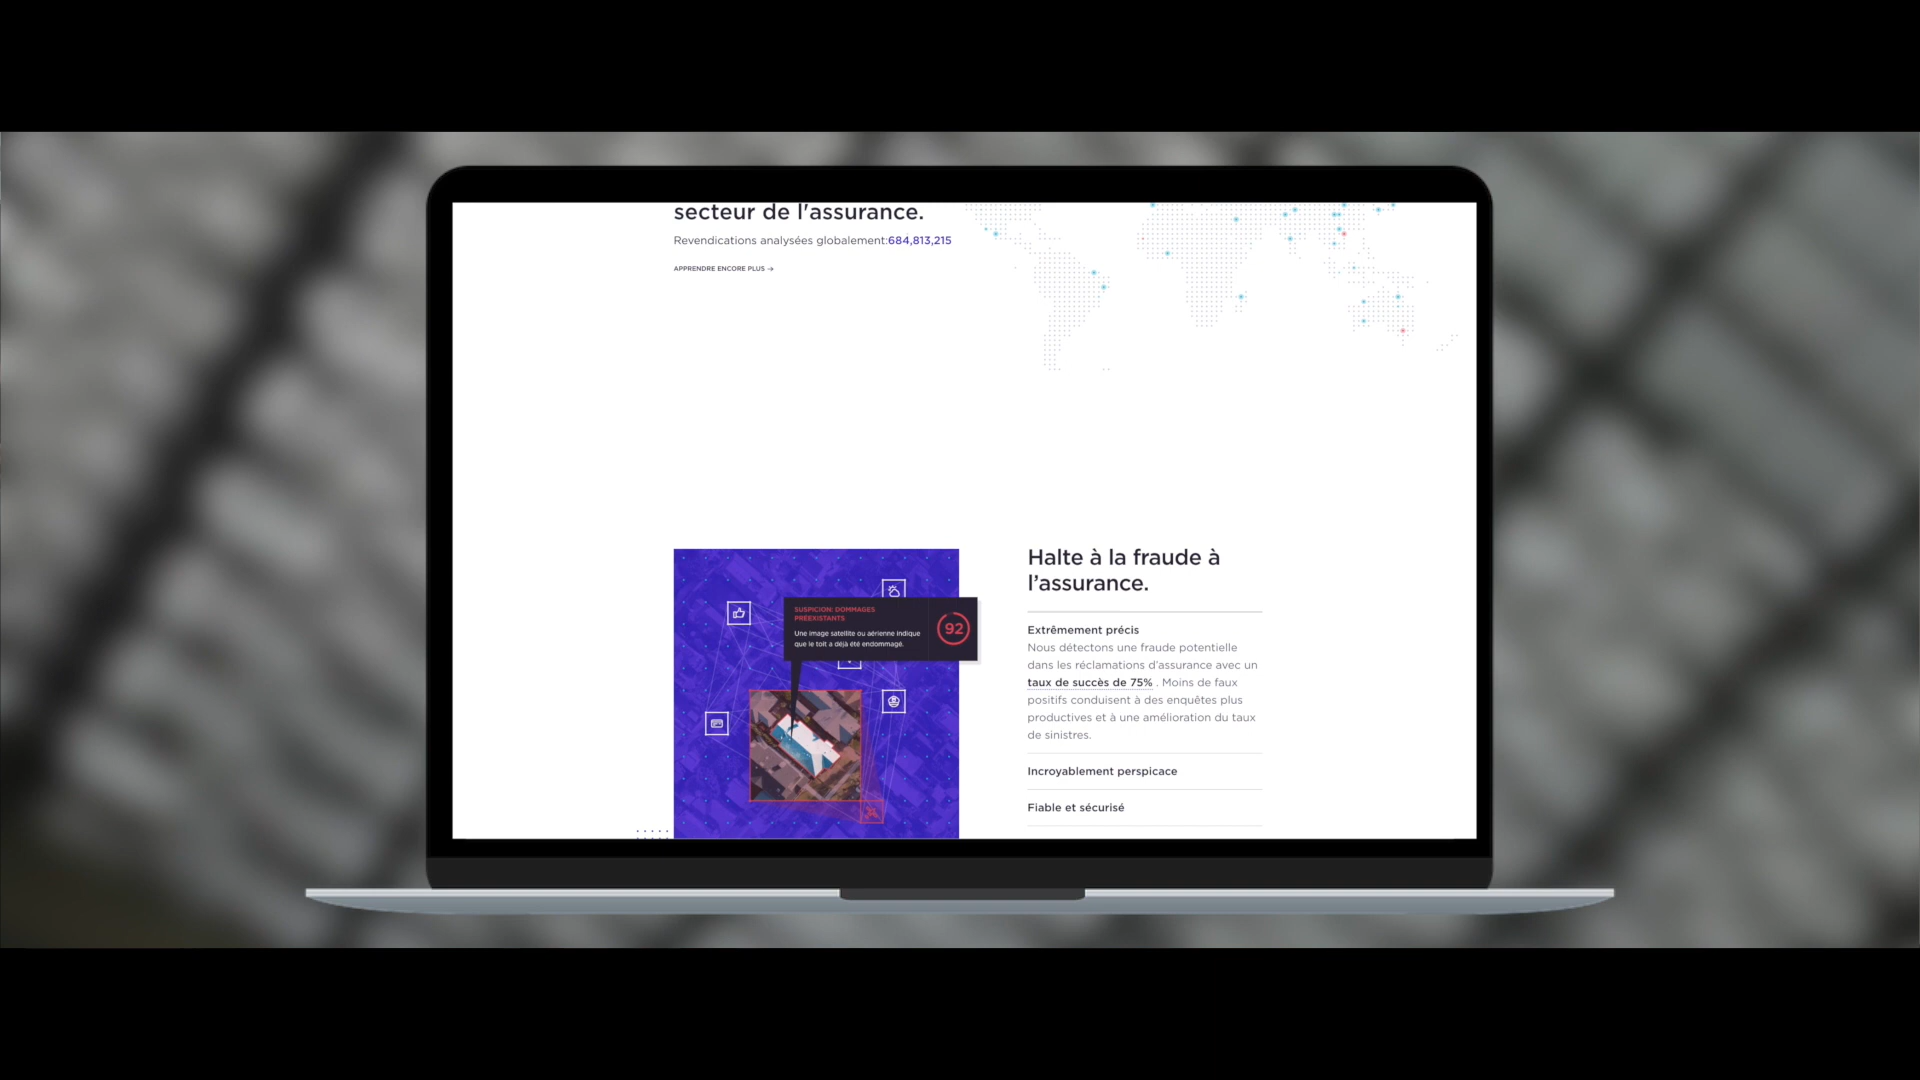 secteur de l'assurance.
Revendications analysées globalement:684,813,215
APPRENDRE ENCORE PLUS →
SUSPICION: DOMMAGES
PRÉEXISTANTS
Une image satellite ou aérienne indique
que le toit a déjà été endommagé.
92
Halte à la fraude à
l’assurance.
Extrêmement précis
Nous détectons une fraude potentielle
dans les réclamations d’assurance avec un
taux de succès de 75% . Moins de faux
positifs conduisent à des enquêtes plus
productives et à une amélioration du taux
de sinistres.
Incroyablement perspicace
Fiable et sécurisé